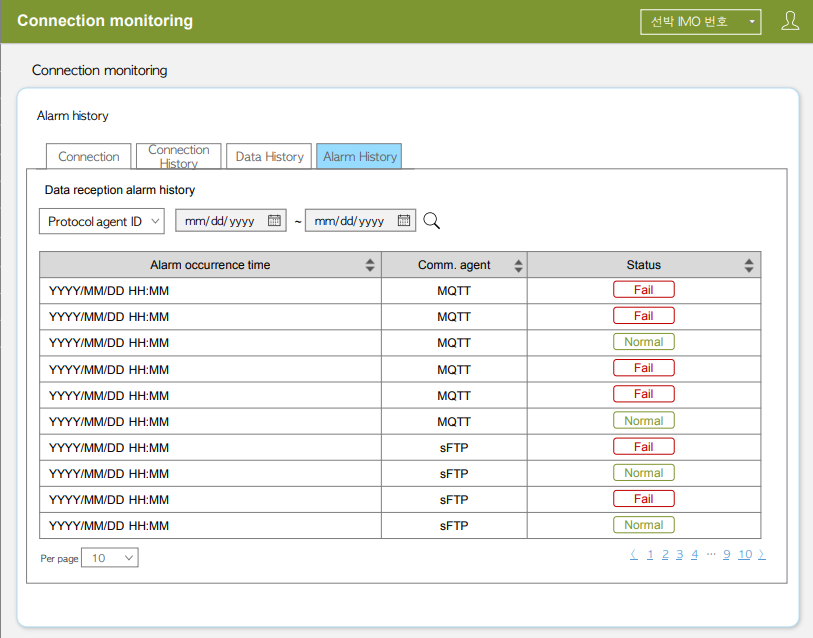 Connection monitoring
선박 IMO 번호
Connection monitoring
Alarm history
Connection
Connection
History
Data History
Alarm History
Data reception alarm history
Protocol agent ID
mm/dd/yyyy ~ mm/dd/yyyy
Alarm occurrence time Comm. agent Status
YYYY/MM/DD HH:MM MQTT Fail
YYYY/MM/DD HH:MM MQTT Fail
YYYY/MM/DD HH:MM MQTT Normal
YYYY/MM/DD HH:MM MQTT Fail
YYYY/MM/DD HH:MM MQTT Fail
YYYY/MM/DD HH:MM MQTT Normal
YYYY/MM/DD HH:MM sFTP Fail
YYYY/MM/DD HH:MM sFTP Normal
YYYY/MM/DD HH:MM sFTP Fail
YYYY/MM/DD HH:MM sFTP Normal
Per page 10
〈 1 2 3 4 ··· 9 10 〉